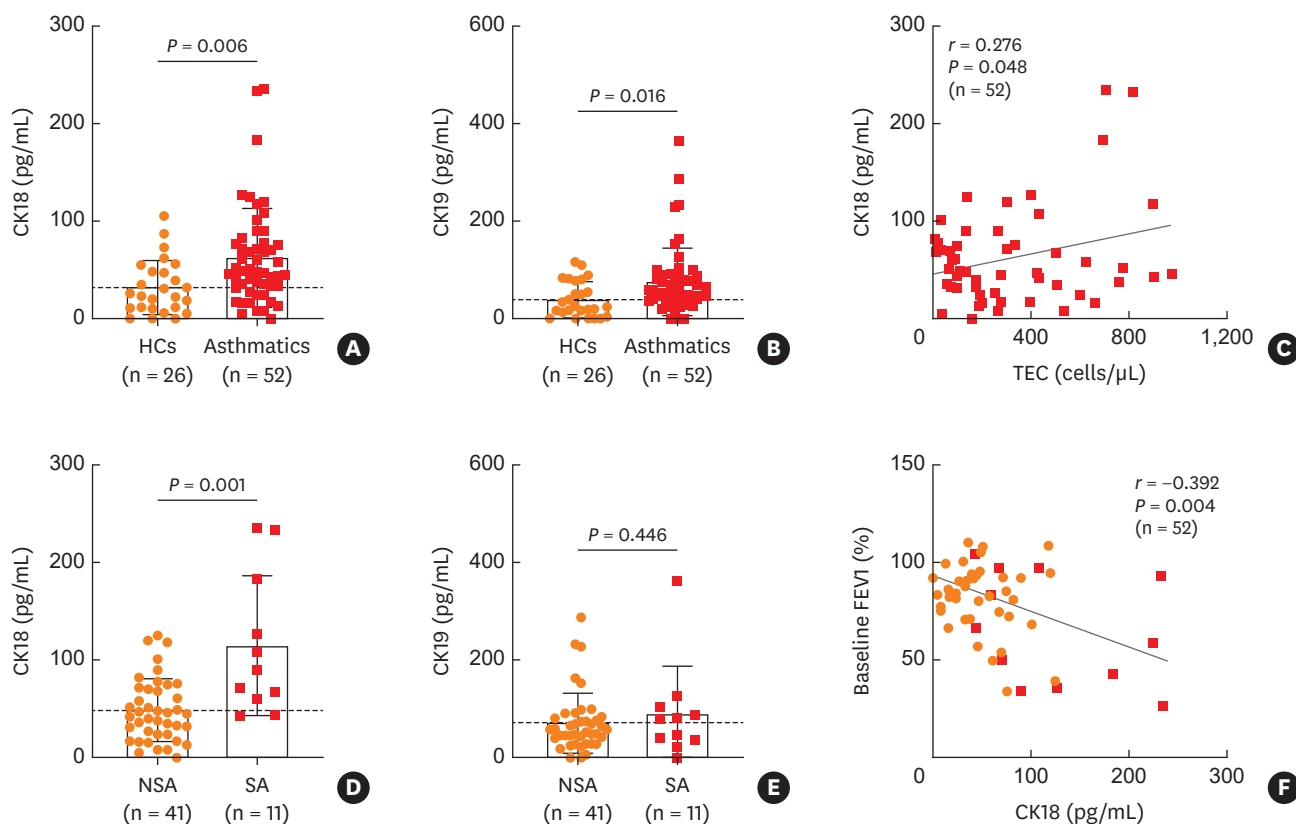 300
200
100
0
CK18 (pg/mL)
P = 0.006
HCs
(n = 26)
Asthmatics
(n = 52)
A
600
400
200
0
CK19 (pg/mL)
P = 0.016
HCs
(n = 26)
Asthmatics
(n = 52)
B
300
200
100
0
CK18 (pg/mL)
r = 0.276
P = 0.048
(n = 52)
0
400
800
1,200
TEC (cells/μL)
C
300
200
100
0
CK18 (pg/mL)
P = 0.001
NSA
(n = 41)
SA
(n = 11)
D
600
400
200
0
CK19 (pg/mL)
P = 0.446
NSA
(n = 41)
SA
(n = 11)
E
150
100
50
Baseline FEV1 (%)
r = −0.392
P = 0.004
(n = 52)
0
100
200
300
CK18 (pg/mL)
F